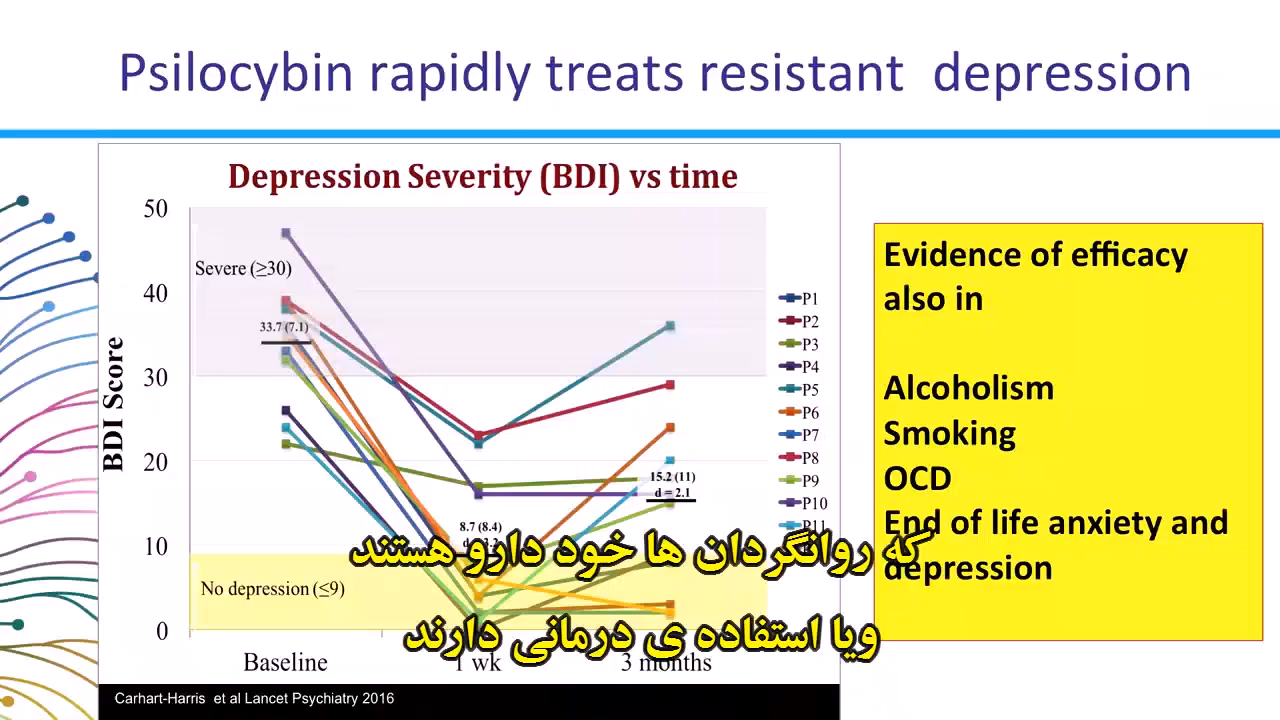 Psilocybin rapidly treats resistant depression
Depression Severity (BDI) vs time
BDI Score
50
40
30
20
10
0
Severe (≥30)
33.7 (7.1)
8.7 (8.4)
15.2 (11)
d = 2.1
No depression (≤9)
Baseline
1 wk
3 months
P1
P2
P3
P4
P5
P6
P7
P8
P9
P10
P11
Carhart-Harris et al Lancet Psychiatry 2016
Evidence of efficacy
also in
Alcoholism
Smoking
OCD
End of life anxiety and
depression
که روانگردان ها خود دارو هستند
ویا استفاده ی درمانی دارند